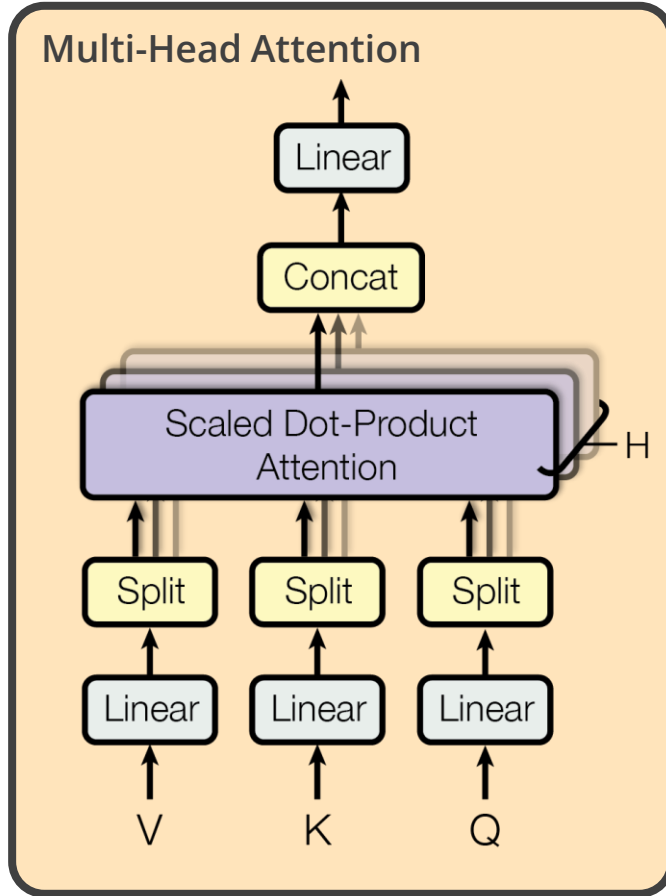 Multi-Head Attention
Linear
Concat
Scaled Dot-Product
Attention
H
Split Split Split
Linear Linear Linear
V K Q